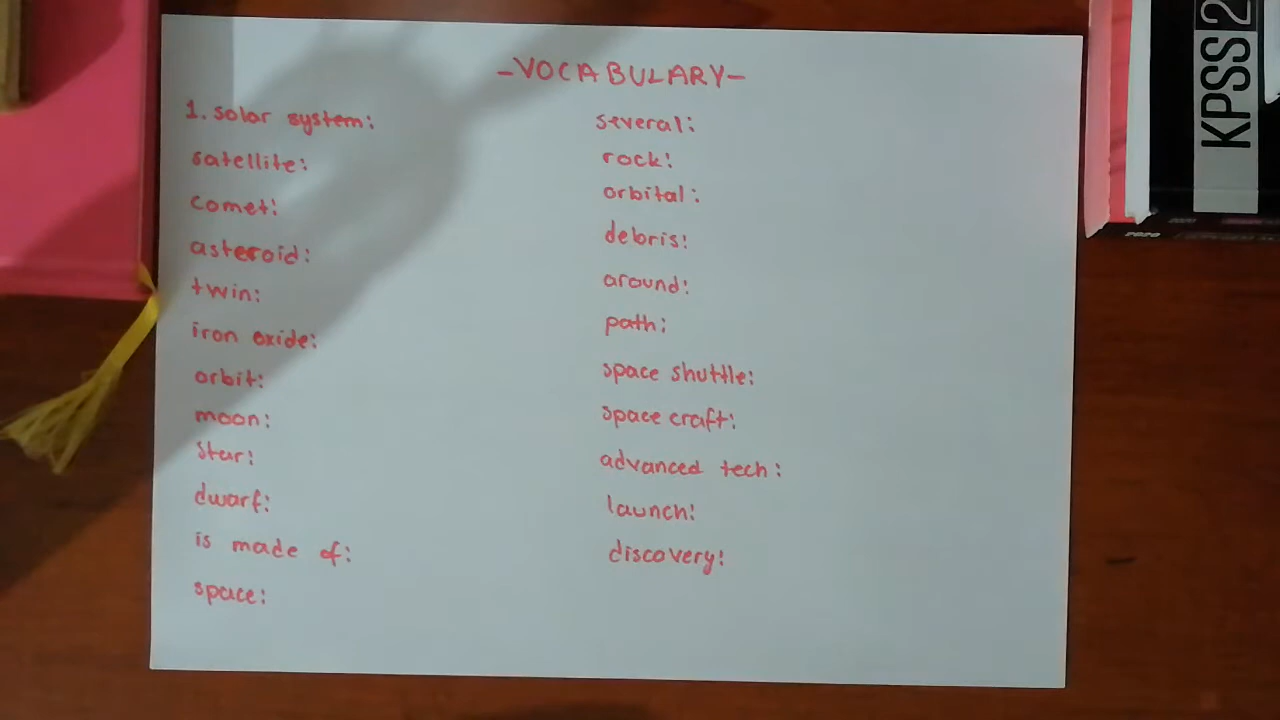 -VOCABULARY-
1. solar system:
satellite:
comet:
asteroid:
twin:
iron oxide:
orbit:
moon:
star:
dwarf:
is made of:
space:
several:
rock:
orbital:
debris:
around:
path:
space shuttle:
space craft:
advanced tech:
launch:
discovery:
KPSS 2
2020